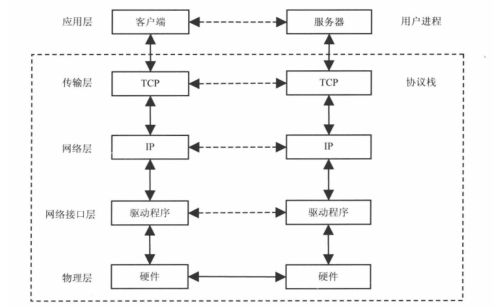 应用层 客户端 服务器 用户进程
传输层 TCP TCP 协议栈
网络层 IP IP
网络接口层 驱动程序 驱动程序
物理层 硬件 硬件